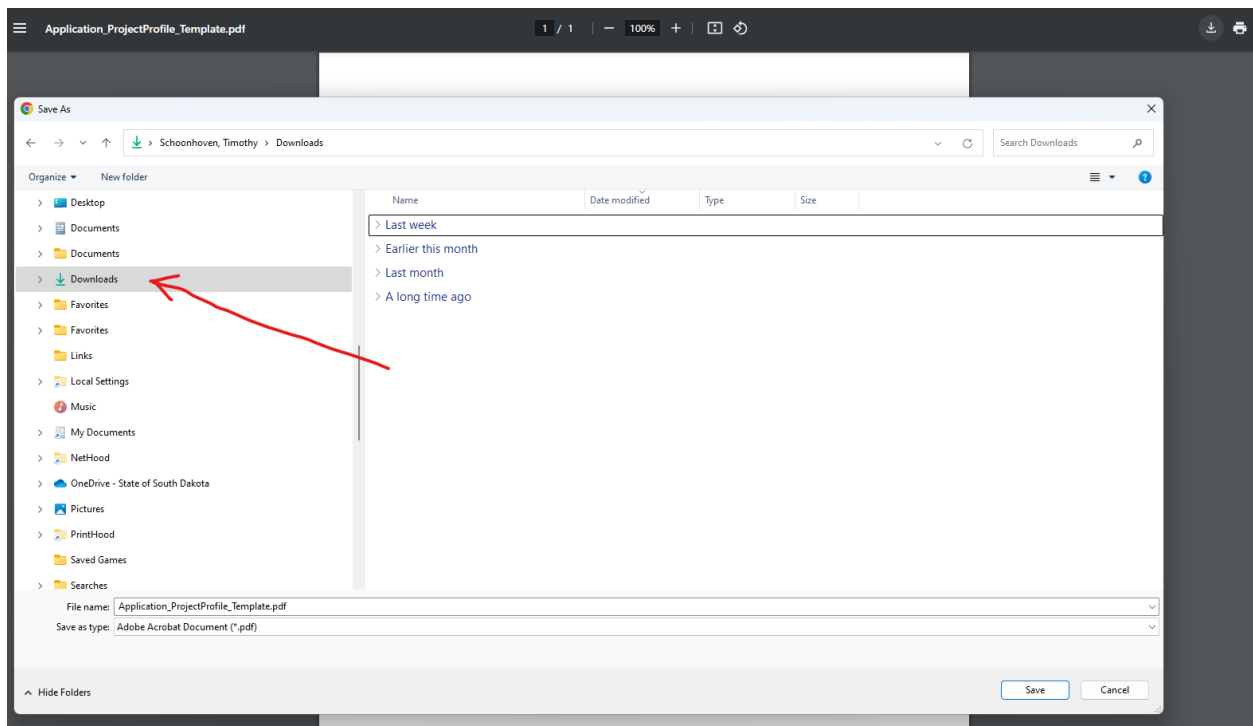 Application_ProjectProfile_Template.pdf 1 / 1 100%
Save As
Schoonhoven, Timothy Downloads Search Downloads
Organize New folder
Name Date modified Type Size
Desktop
Documents
Documents
Downloads
Favorites
Favorites
Links
Local Settings
Music
My Documents
NetHood
OneDrive - State of South Dakota
Pictures
PrintHood
Saved Games
Searches
Last week
Earlier this month
Last month
A long time ago
File name: Application_ProjectProfile_Template.pdf
Save as type: Adobe Acrobat Document (*.pdf)
Hide Folders Save Cancel